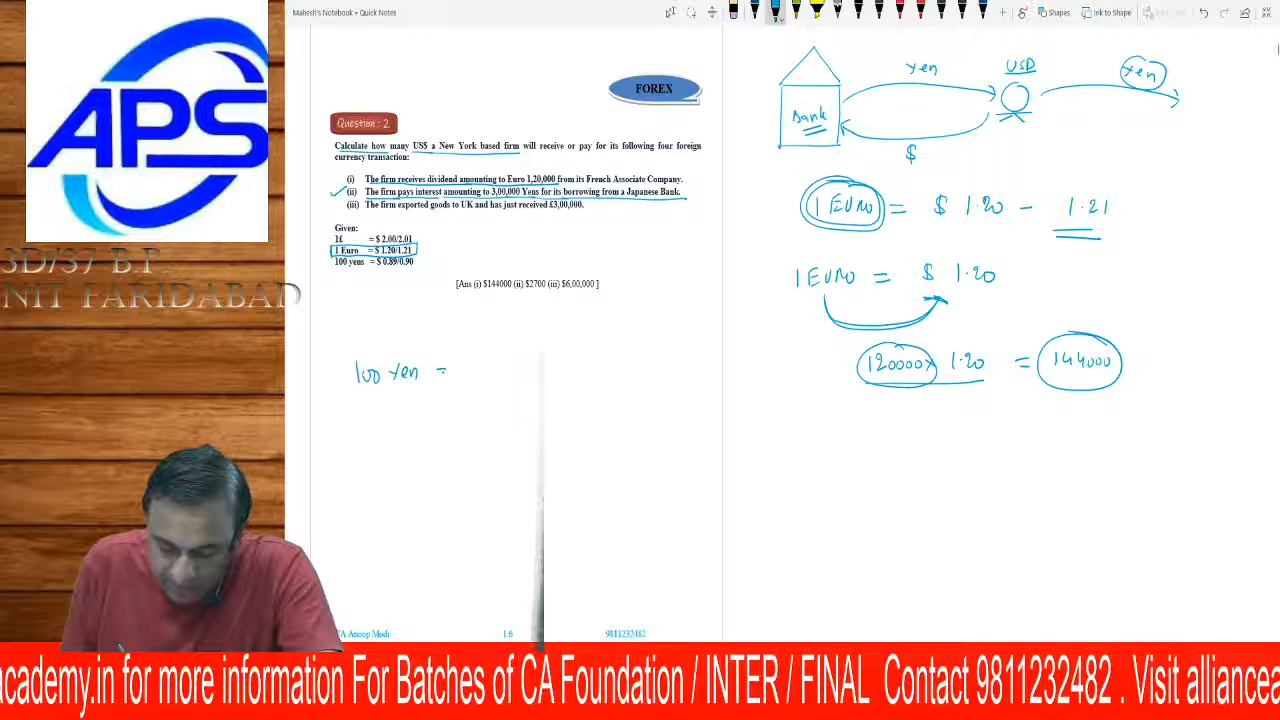 Mahesh's Notebook » Quick Notes
Shapes
Ink to Shape
APS
3D/37 B.P.
NIT FARIDABAD
FOREX
Question : 2
Calculate how many US$ a New York based firm will receive or pay for its following four foreign
currency transaction:
(i) The firm receives dividend amounting to Euro 1,20,000 from its French Associate Company.
(ii) The firm pays interest amounting to 3,00,000 Yens for its borrowing from a Japanese Bank.
(iii) The firm exported goods to UK and has just received £3,00,000.
Given:
1£ = $ 2.00/2.01
1 Euro = $ 1.20/1.21
100 yens = $ 0.89/0.90
[Ans (i) $144000 (ii) $2700 (iii) $6,00,000 ]
100 Yen =
CA Anoop Modi 1.6 9811232482
Yen
USD
Yen
Bank
$
1 EURO = $ 1.20 - 1.21
1 EURO = $ 1.20
120000 x 1.20 = 144000
academy.in for more information For Batches of CA Foundation / INTER / FINAL Contact 9811232482 . Visit alliancea